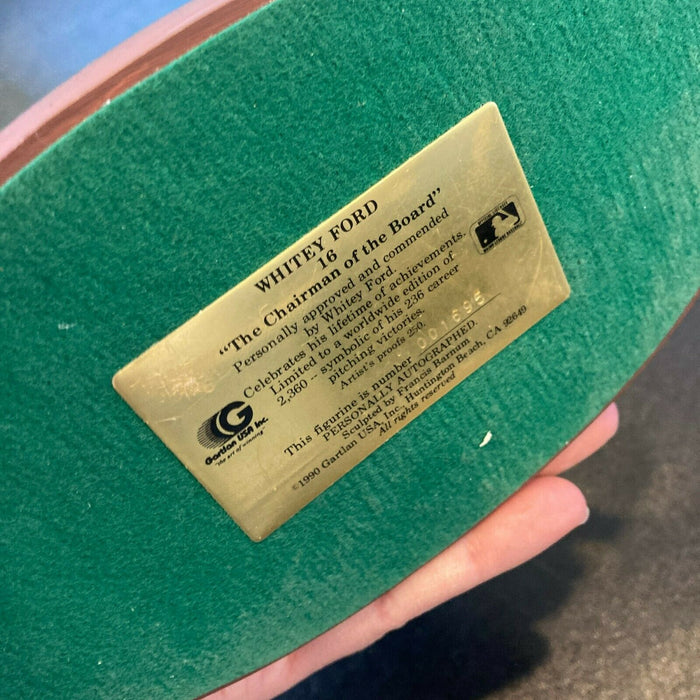 WHITEY FORD
16
"The Chairman of the Board"
Personally approved and commended
by Whitey Ford.
Celebrates his lifetime of achievements.
Limited to a worldwide edition of
2,360 – symbolic of his 236 career
pitching victories.
Artist's proofs 250.
This figurine is number 001695
PERSONALLY AUTOGRAPHED.
Sculpted by Francis Barnum
©1990 Gartlan USA, Inc., Huntington Beach, CA 92649
All rights reserved
G
Gartlan USA Inc.
"the art of winning"